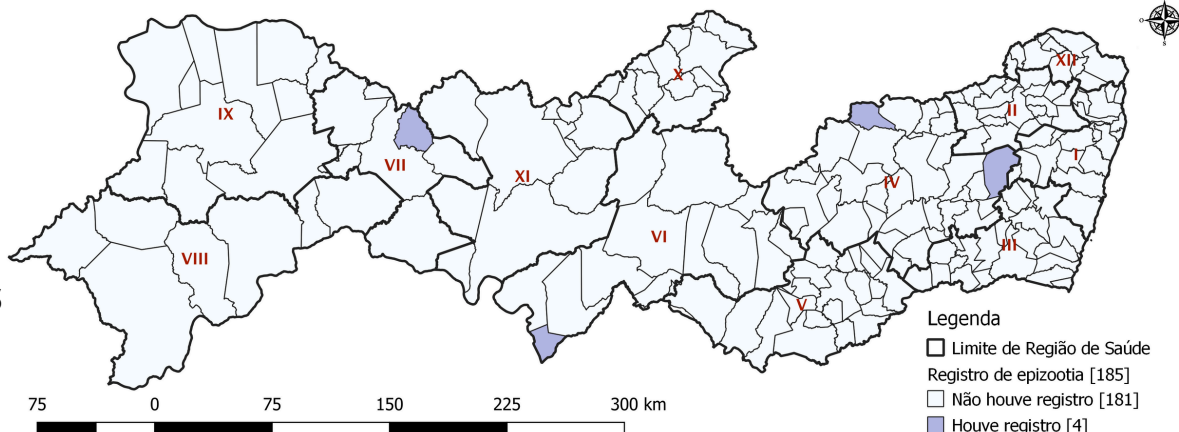 XII
X
II
IX
I
VII
XI
IV
VI
III
VIII
V
Legenda
Limite de Região de Saúde
Registro de epizootia [185]
Não houve registro [181]
Houve registro [4]
75 0 75 150 225 300 km